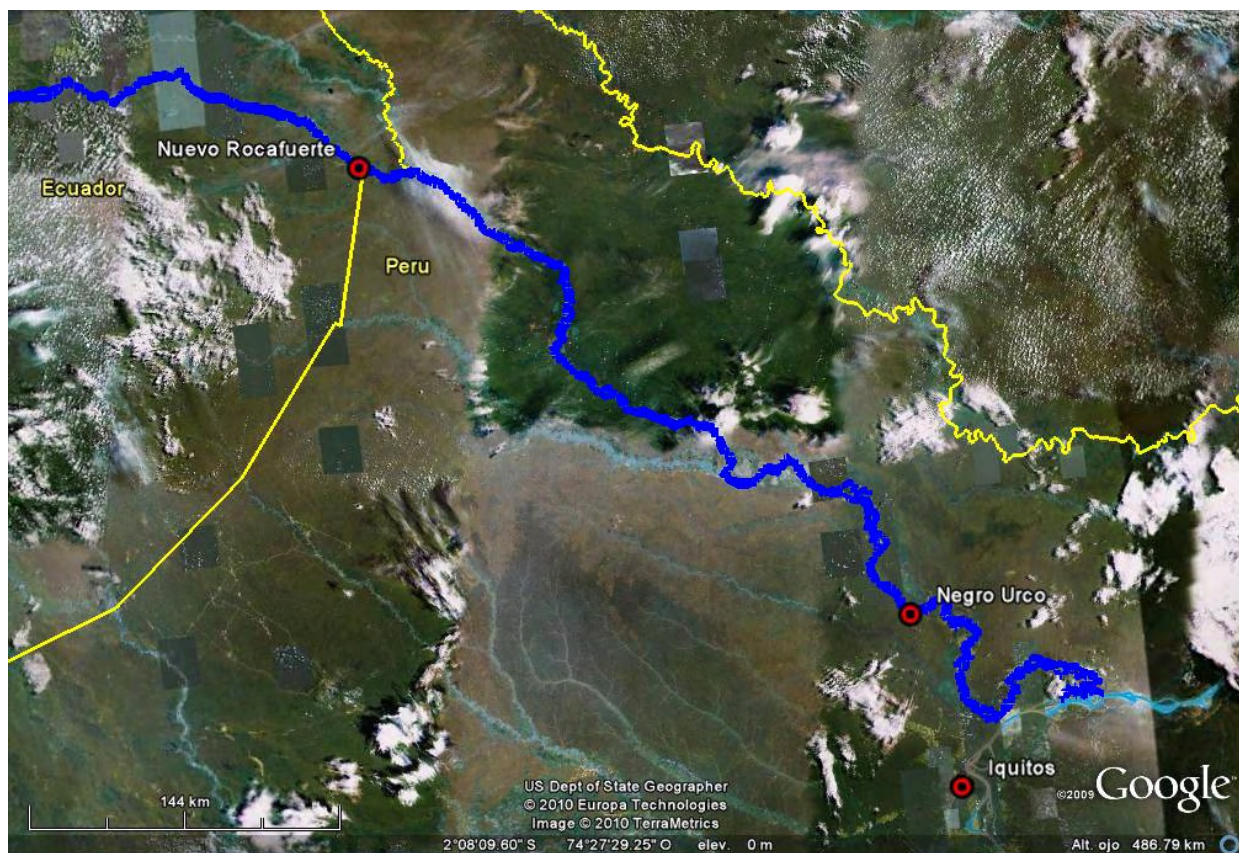 Nuevo Rocafuerte
Ecuador
Peru
Negro Urco
Iquitos
144 km
US Dept of State Geographer
© 2010 Europa Technologies
Image © 2010 TerraMetrics
©2009 Google
2°08'09.60" S 74°27'29.25" O elev. 0 m Alt. ojo 486.79 km